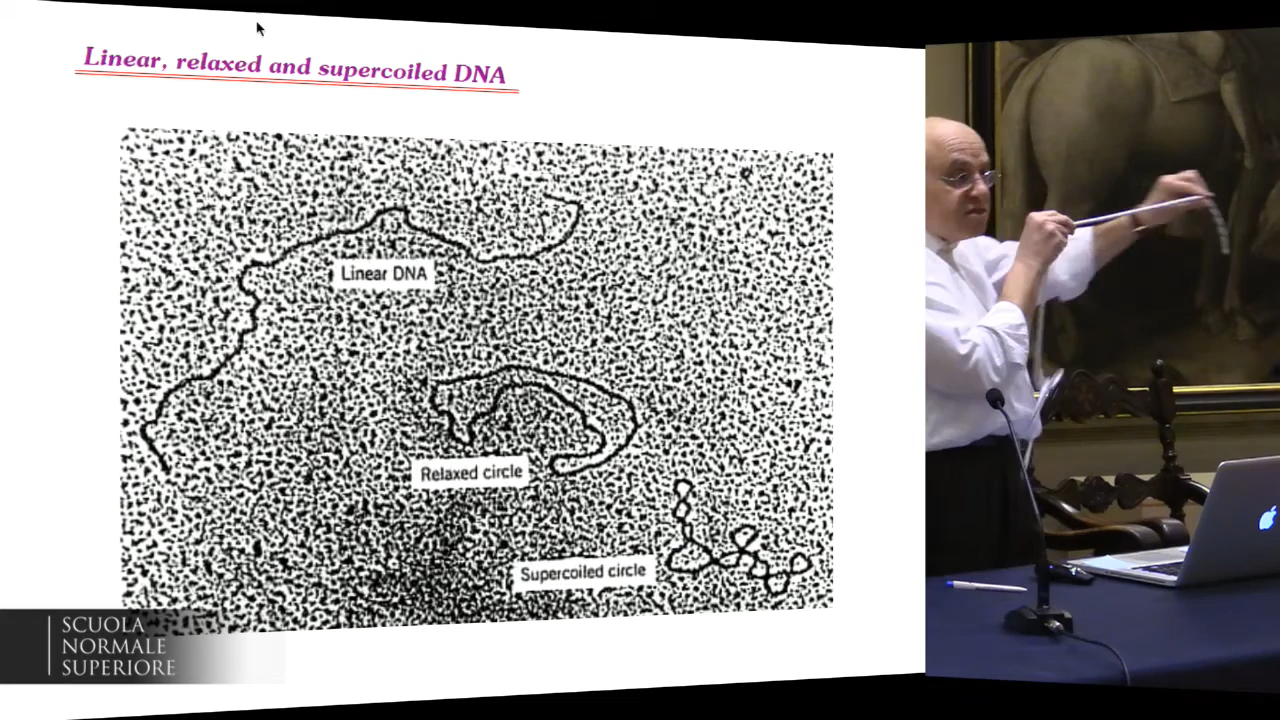 Linear, relaxed and supercoiled DNA
Linear DNA
Relaxed circle
Supercoiled circle
SCUOLA
NORMALE
SUPERIORE